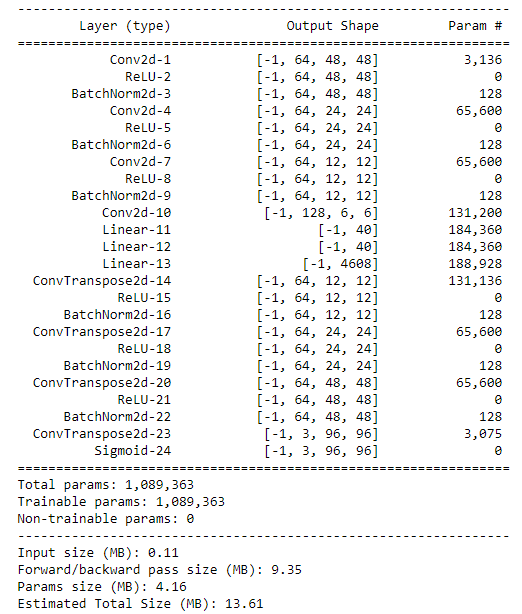 ----------------------------------------------------------------
Layer (type) Output Shape Param #
================================================================
Conv2d-1 [-1, 64, 48, 48] 3,136
ReLU-2 [-1, 64, 48, 48] 0
BatchNorm2d-3 [-1, 64, 48, 48] 128
Conv2d-4 [-1, 64, 24, 24] 65,600
ReLU-5 [-1, 64, 24, 24] 0
BatchNorm2d-6 [-1, 64, 24, 24] 128
Conv2d-7 [-1, 64, 12, 12] 65,600
ReLU-8 [-1, 64, 12, 12] 0
BatchNorm2d-9 [-1, 64, 12, 12] 128
Conv2d-10 [-1, 128, 6, 6] 131,200
Linear-11 [-1, 40] 184,360
Linear-12 [-1, 40] 184,360
Linear-13 [-1, 4608] 188,928
ConvTranspose2d-14 [-1, 64, 12, 12] 131,136
ReLU-15 [-1, 64, 12, 12] 0
BatchNorm2d-16 [-1, 64, 12, 12] 128
ConvTranspose2d-17 [-1, 64, 24, 24] 65,600
ReLU-18 [-1, 64, 24, 24] 0
BatchNorm2d-19 [-1, 64, 24, 24] 128
ConvTranspose2d-20 [-1, 64, 48, 48] 65,600
ReLU-21 [-1, 64, 48, 48] 0
BatchNorm2d-22 [-1, 64, 48, 48] 128
ConvTranspose2d-23 [-1, 3, 96, 96] 3,075
Sigmoid-24 [-1, 3, 96, 96] 0
================================================================
Total params: 1,089,363
Trainable params: 1,089,363
Non-trainable params: 0
----------------------------------------------------------------
Input size (MB): 0.11
Forward/backward pass size (MB): 9.35
Params size (MB): 4.16
Estimated Total Size (MB): 13.61